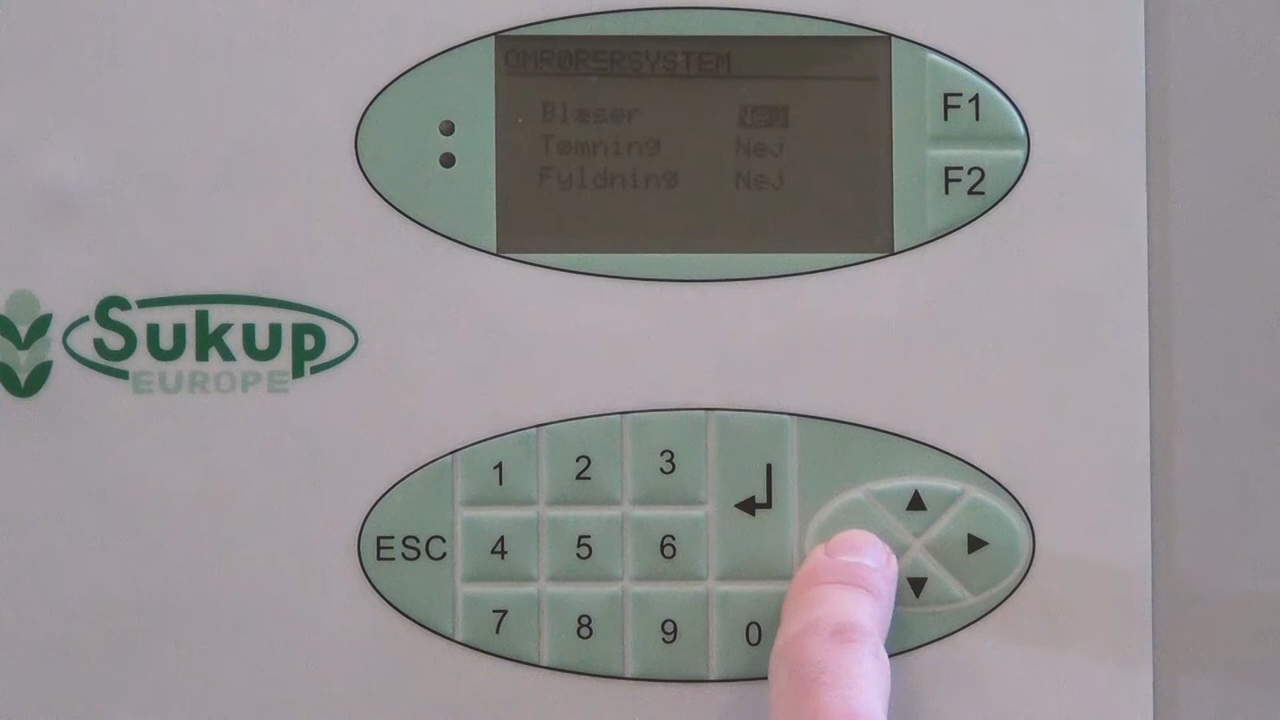 OMRØRERSYSTEM
Blæser Nej
Tømning Nej
Fyldning Nej
F1
F2
Sukup
EUROPE
1 2 3
ESC 4 5 6
7 8 9 0